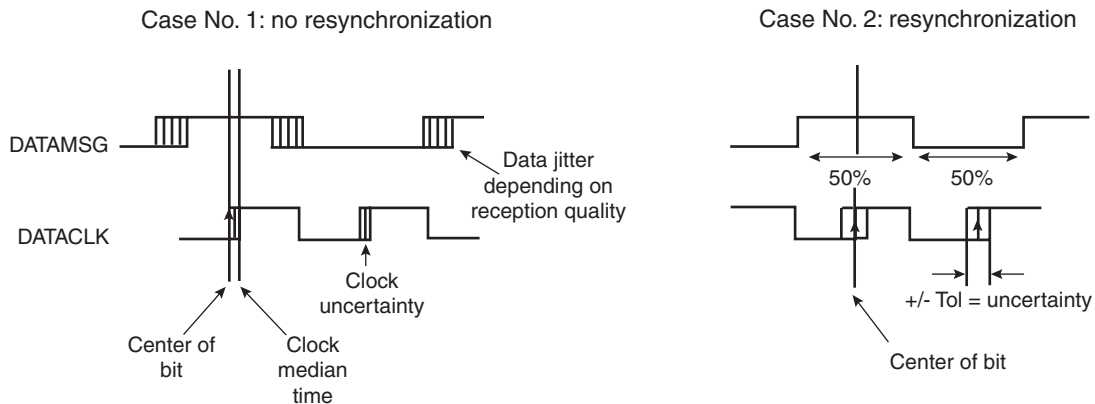 Case No. 1: no resynchronization
Case No. 2: resynchronization
DATAMSG
Data jitter
depending on
reception quality
50%
50%
DATACLK
Clock
uncertainty
+/- Tol = uncertainty
Center of
bit
Clock
median
time
Center of bit